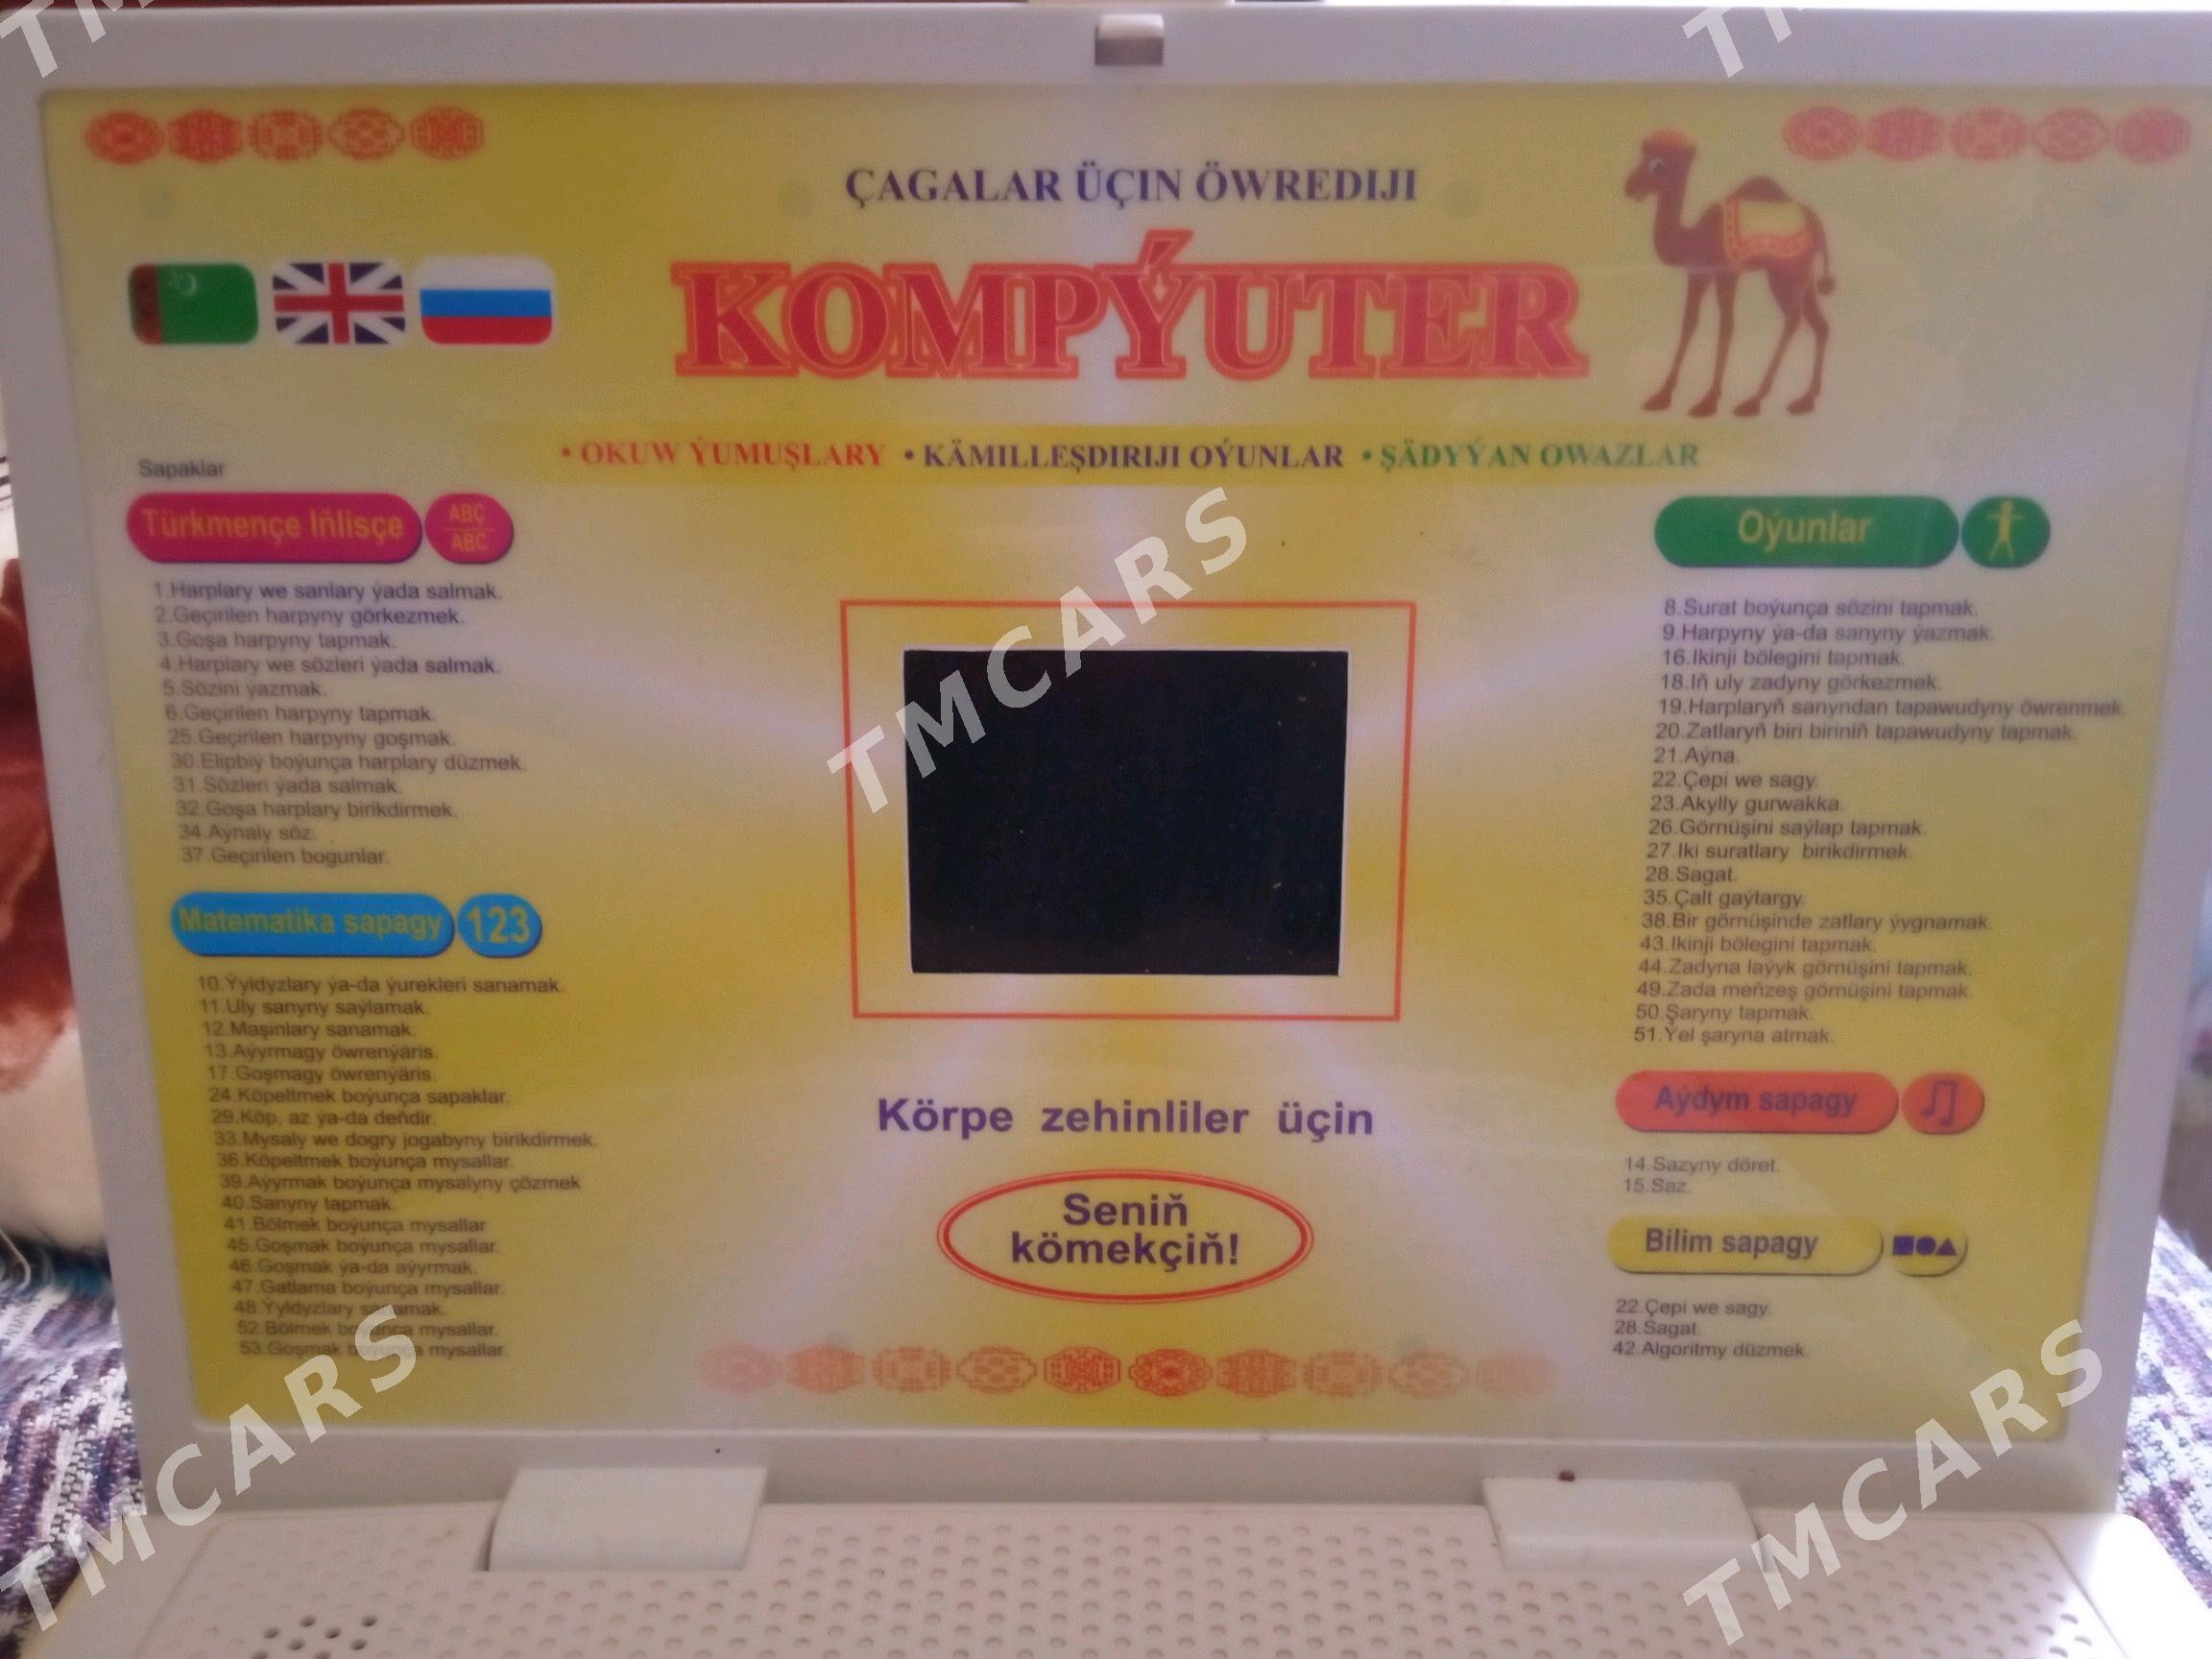 ÇAGALAR ÜÇIN ÖWREDIJI
KOMPÝUTER
• OKUW ÝUMUŞLARY • KÄMILLEŞDIRIJI OÝUNLAR • ŞÄDYÝAN OWAZLAR
Sapaklar
Türkmençe Iňlisçe
ABÇ
ABC
1.Harplary we sanlary ýada salmak.
2.Geçirilen harpyny görkezmek.
3.Goşa harpyny tapmak.
4.Harplary we sözleri ýada salmak.
5.Sözini ýazmak.
6.Geçirilen harpyny tapmak.
25.Geçirilen harpyny goşmak.
30.Elipbiý boýunça harplary düzmek.
31.Sözleri ýada salmak.
32.Goşa harplary birikdirmek.
34.Aýnaly söz.
37.Geçirilen bogunlar.
Matematika sapagy
123
10.Ýyldyzlary ýa-da ýurekleri sanamak.
11.Uly sanyny saýlamak.
12.Maşinlary sanamak.
13.Aýyrmagy öwrenýäris.
17.Goşmagy öwrenýäris.
24.Köpeltmek boýunça sapaklar.
29.Köp, az ýa-da deňdir.
33.Mysaly we dogry jogabyny birikdirmek.
36.Köpeltmek boýunça mysallar.
39.Aýyrmak boýunça mysalyny çözmek
40.Sanyny tapmak.
41.Bölmek boýunça mysallar
45.Goşmak boýunça mysallar.
46.Goşmak ýa-da aýyrmak.
47.Gatlama boýunça mysallar.
48.Ýyldyzlary sanamak.
52.Bölmek boýunça mysallar.
53.Goşmak boýunça mysallar.
Körpe zehinliler üçin
Seniň
kömekçiň!
Oýunlar
8.Surat boýunça sözini tapmak.
9.Harpyny ýa-da sanyny ýazmak.
16.Ikinji bölegini tapmak.
18.Iň uly zadyny görkezmek.
19.Harplaryň sanyndan tapawudyny öwrenmek.
20.Zatlaryň biri biriniň tapawudyny tapmak.
21.Aýna.
22.Çepi we sagy.
23.Akylly gurwakka.
26.Görnüşini saýlap tapmak.
27.Iki suratlary birikdirmek.
28.Sagat.
35.Çalt gaýtargy.
38.Bir görnüşinde zatlary ýygnamak.
43.Ikinji bölegini tapmak.
44.Zadyna laýyk görnüşini tapmak.
49.Zada meňzeş görnüşini tapmak.
50.Şaryny tapmak.
51.Ýel şaryna atmak.
Aýdym sapagy
14.Sazyny döret.
15.Saz.
Bilim sapagy
22.Çepi we sagy.
28.Sagat.
42.Algoritmy düzmek.
TMCARS
TMCARS
TMCARS